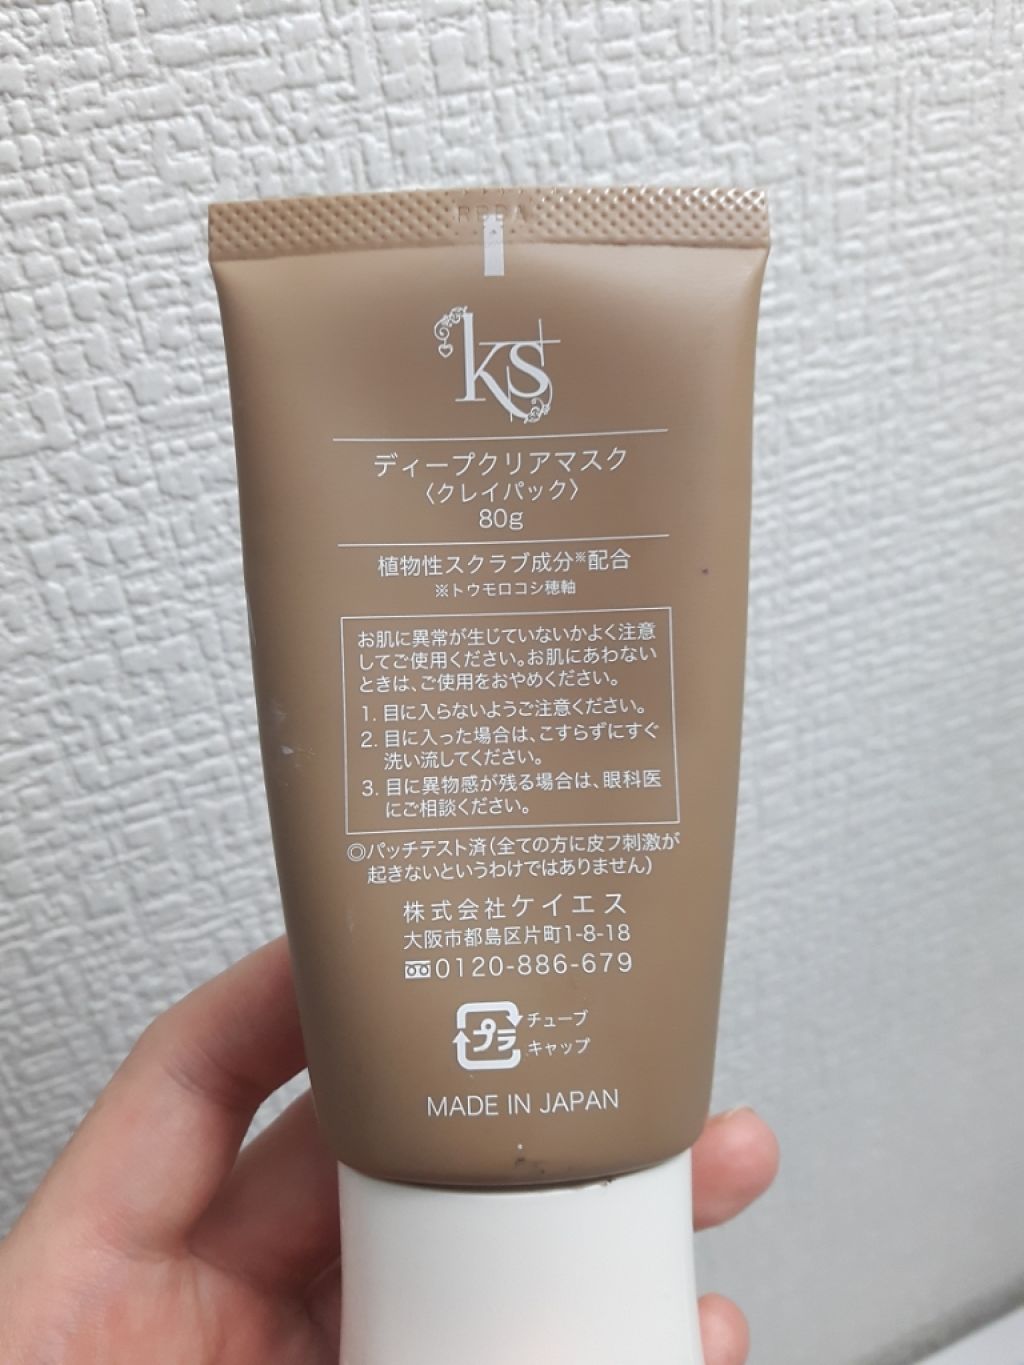 ks
ディープクリアマスク
〈クレイパック〉
80g
植物性スクラブ成分※配合
※トウモロコシ穂軸
お肌に異常が生じていないかよく注意
してご使用ください。お肌にあわない
ときは、ご使用をおやめください。
1. 目に入らないようご注意ください。
2. 目に入った場合は、こすらずにすぐ
洗い流してください。
3. 目に異物感が残る場合は、眼科医
にご相談ください。
◎パッチテスト済(全ての方に皮フ刺激が
起きないというわけではありません)
株式会社ケイエス
大阪市都島区片町1-8-18
0120-886-679
プラ
チューブ
キャップ
MADE IN JAPAN